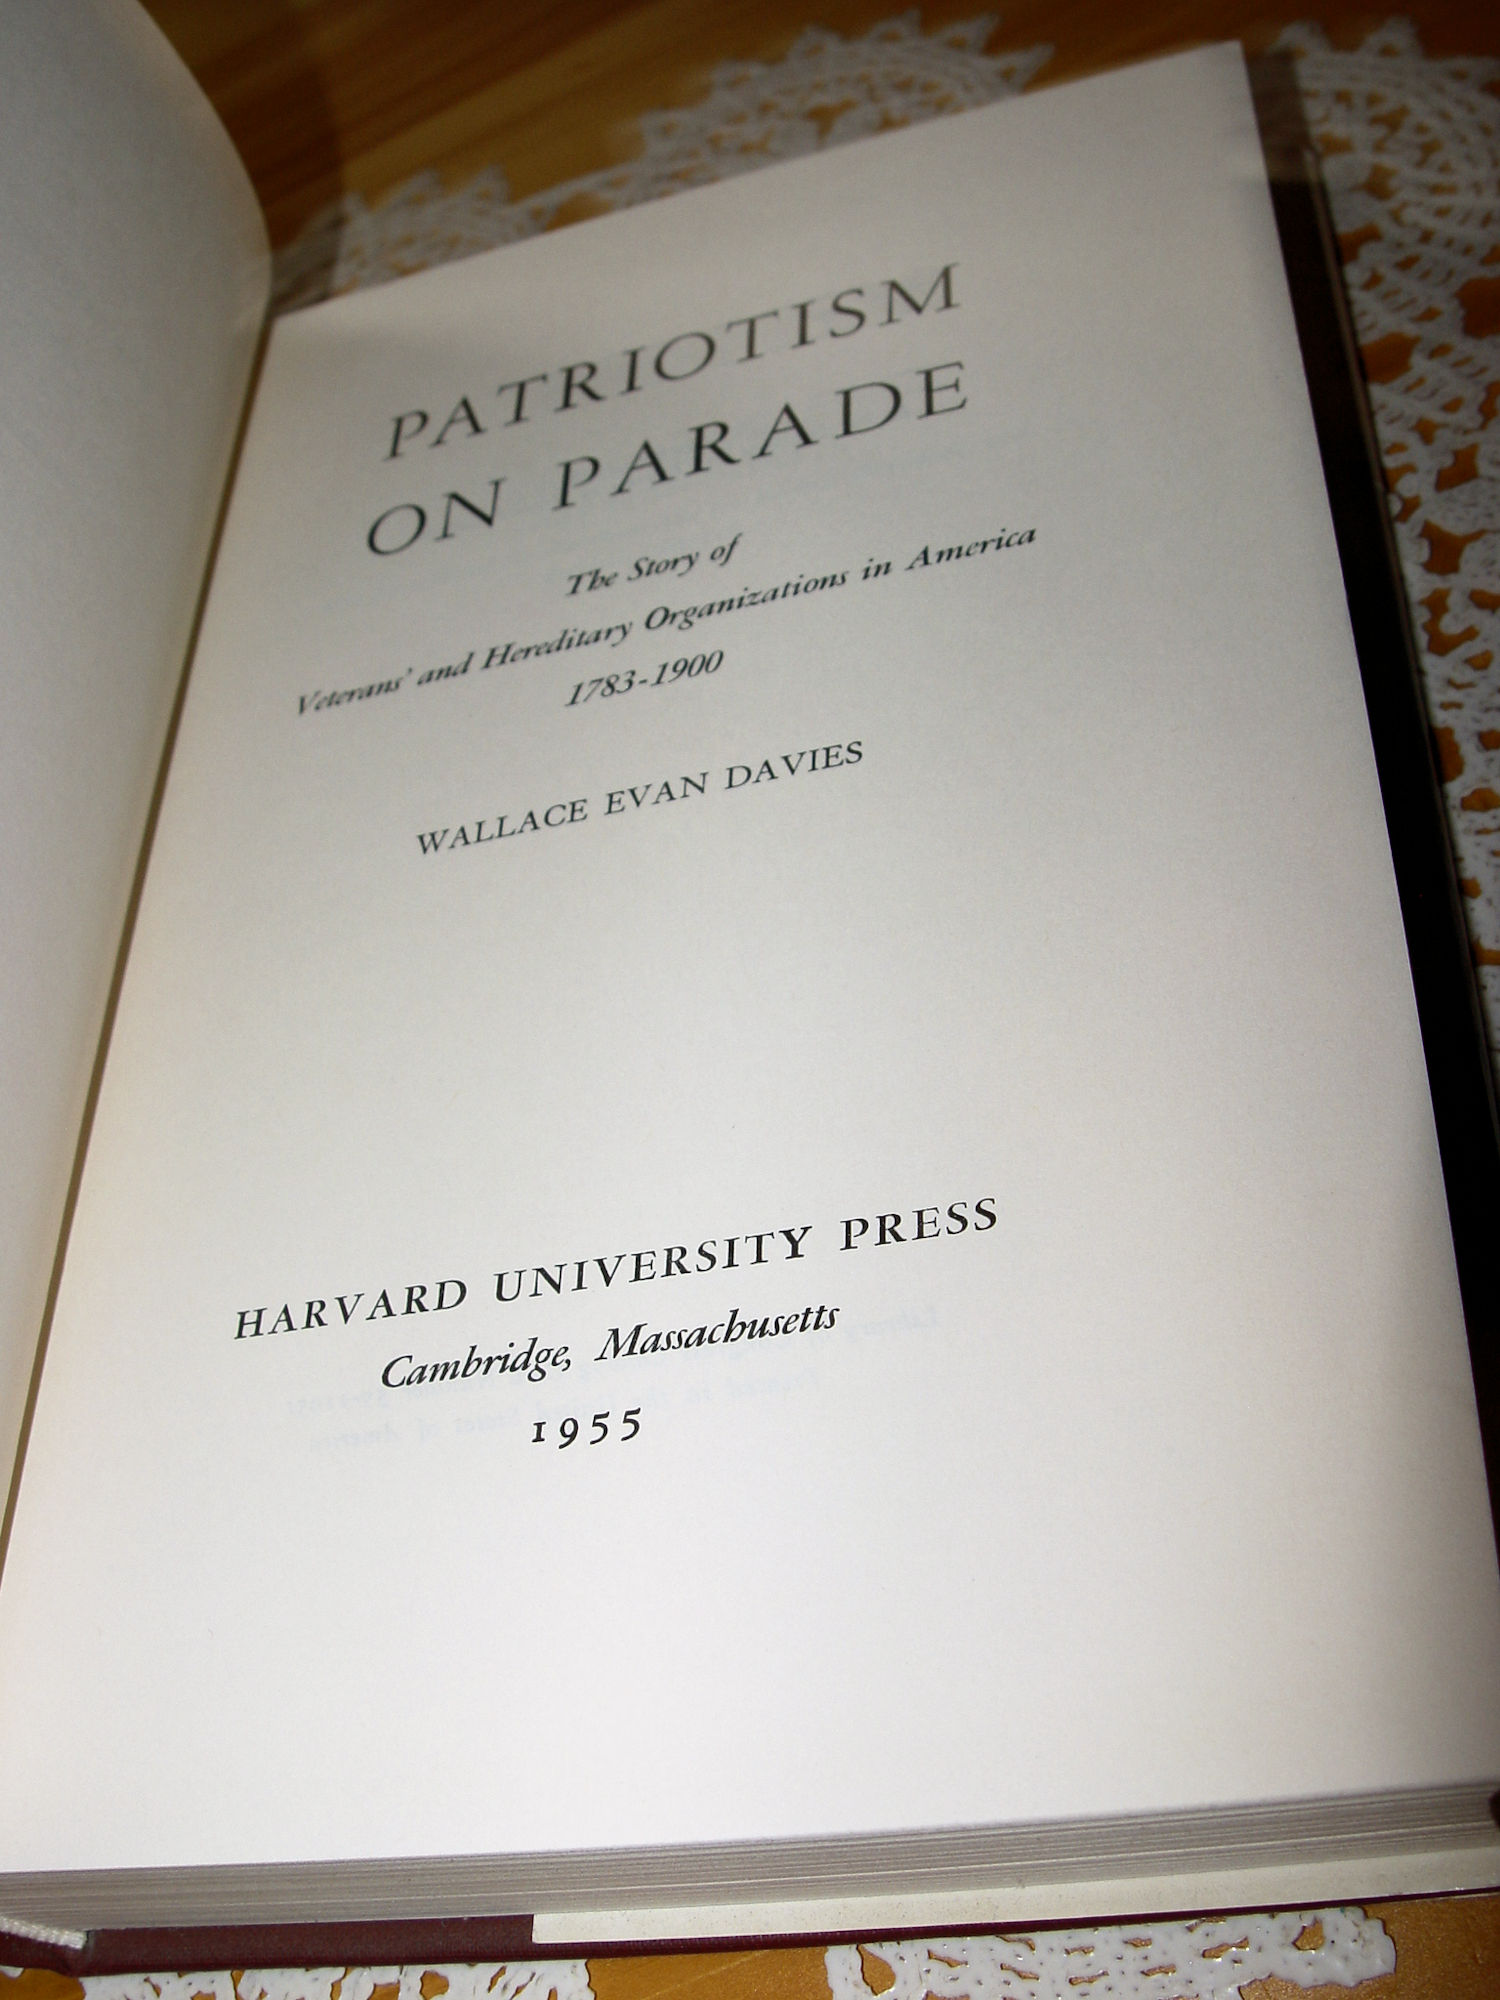 PATRIOTISM
ON PARADE
The Story of
Veterans' and Hereditary Organizations in America
1783-1900
WALLACE EVAN DAVIES
HARVARD UNIVERSITY PRESS
Cambridge, Massachusetts
1955